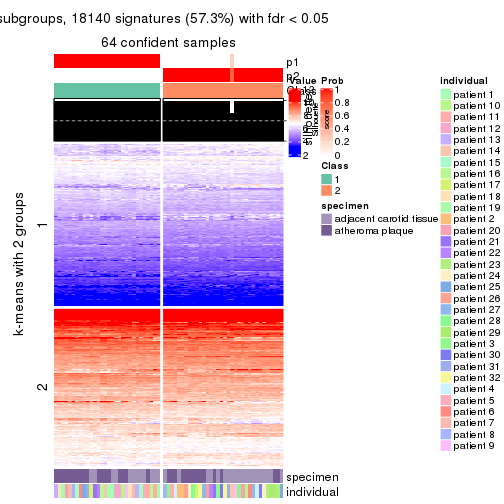 subgroups, 18140 signatures (57.3%) with fdr < 0.05
64 confident samples
p1
p2
Class
Silhouette
score
Value
Prob
1
0.8
0.6
0.4
0.2
0
2
Class
1
2
specimen
adjacent carotid tissue
atheroma plaque
k-means with 2 groups
1
2
specimen
individual
individual
patient 1
patient 10
patient 11
patient 12
patient 13
patient 14
patient 15
patient 16
patient 17
patient 18
patient 19
patient 2
patient 20
patient 21
patient 22
patient 23
patient 24
patient 25
patient 26
patient 27
patient 28
patient 29
patient 3
patient 30
patient 31
patient 32
patient 4
patient 5
patient 6
patient 7
patient 8
patient 9